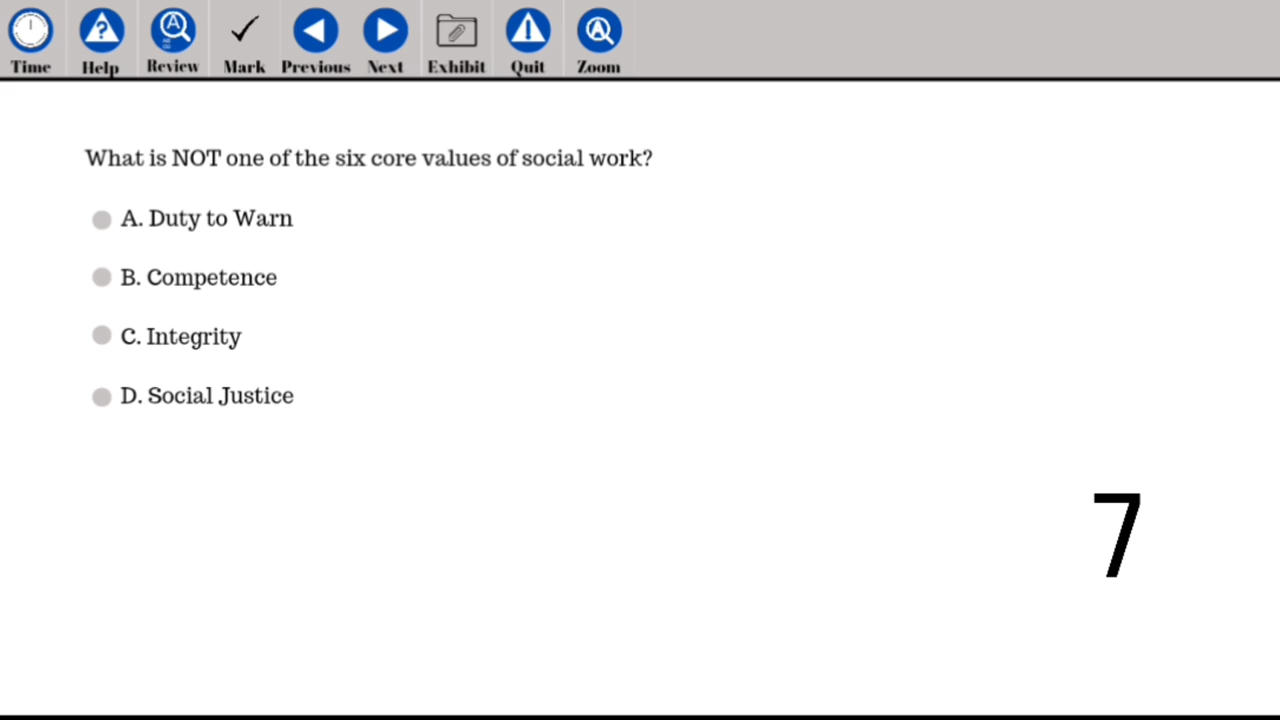 Time Help Review Mark Previous Next Exhibit Quit Zoom
What is NOT one of the six core values of social work?
A. Duty to Warn
B. Competence
C. Integrity
D. Social Justice
7